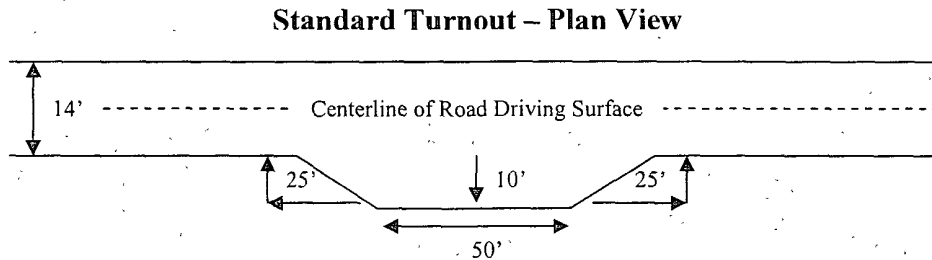 Standard Turnout – Plan View
14'
Centerline of Road Driving Surface
25'
10'
25'
50'